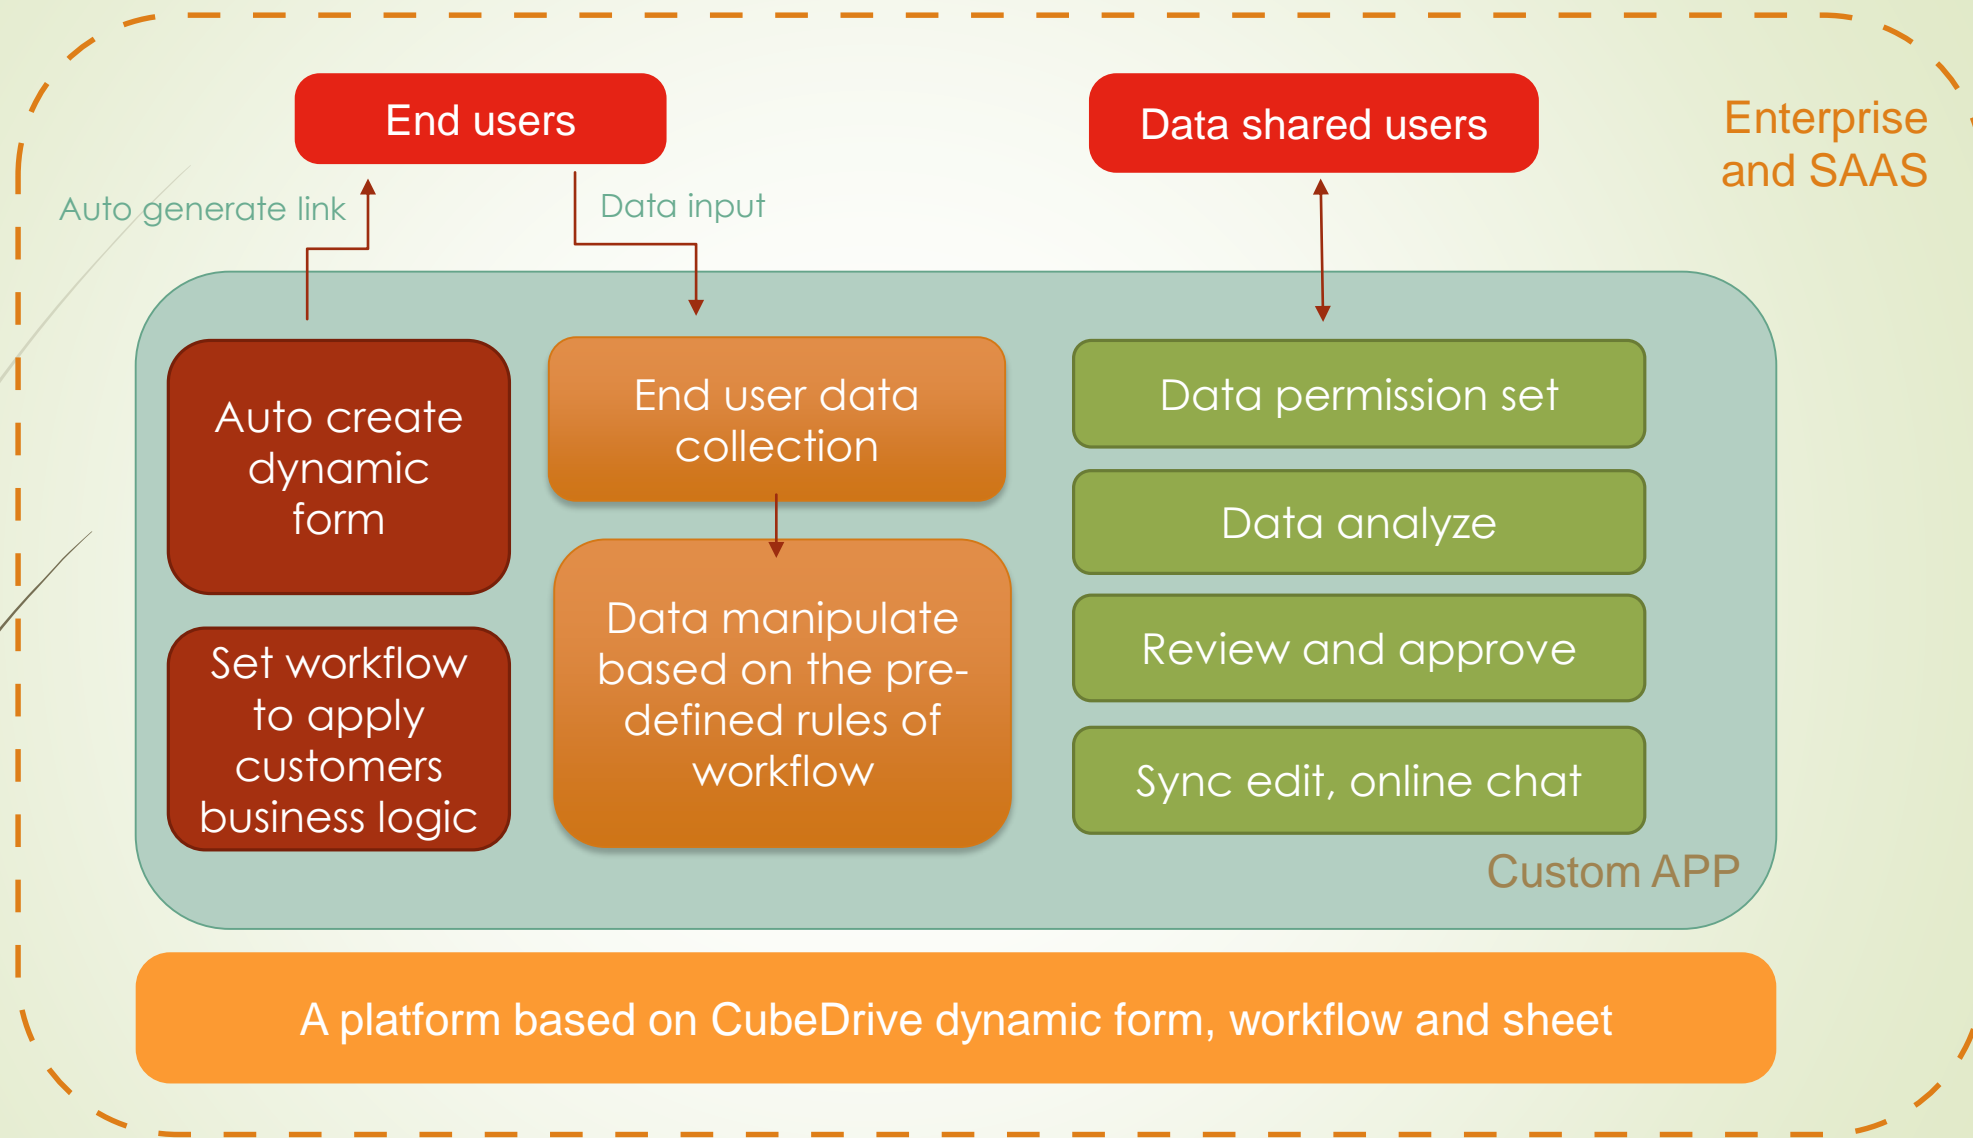 End users
Data shared users
Enterprise
and SAAS
Auto generate link
Data input
Auto create
dynamic
form
Set workflow
to apply
customers
business logic
End user data
collection
Data manipulate
based on the pre-
defined rules of
workflow
Data permission set
Data analyze
Review and approve
Sync edit, online chat
Custom APP
A platform based on CubeDrive dynamic form, workflow and sheet